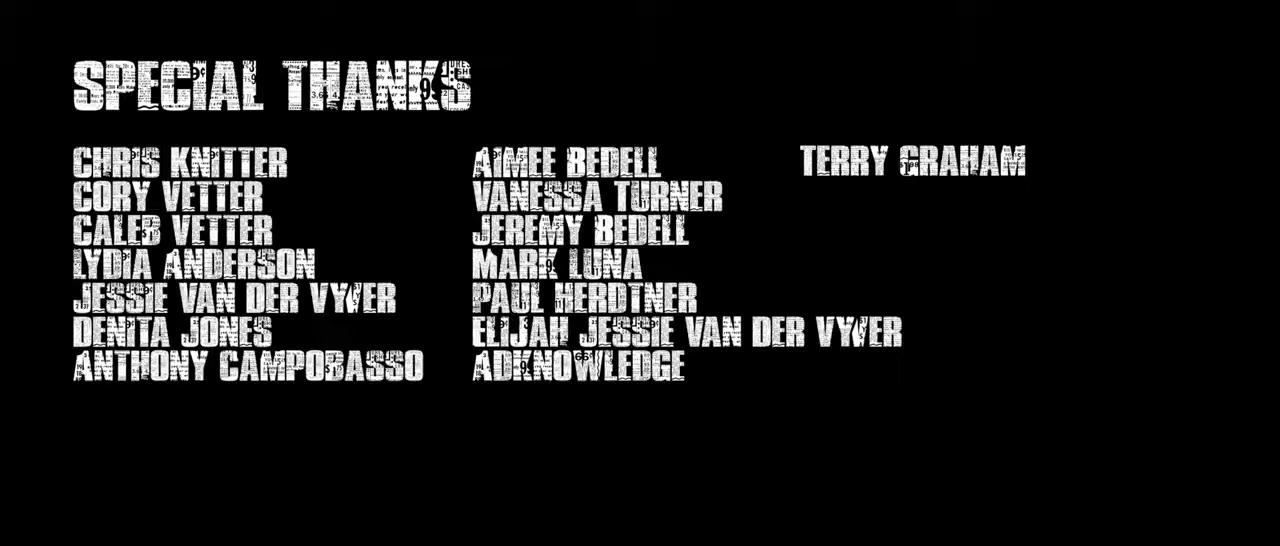 SPECIAL THANKS
CHRIS KNITTER
CORY VETTER
CALEB VETTER
LYDIA ANDERSON
JESSIE VAN DER VYVER
DENITA JONES
ANTHONY CAMPOBASSO
AIMEE BEDELL
VANESSA TURNER
JEREMY BEDELL
MARK LUNA
PAUL HERDTNER
ELIJAH JESSIE VAN DER VYVER
ADKNOWLEDGE
TERRY GRAHAM